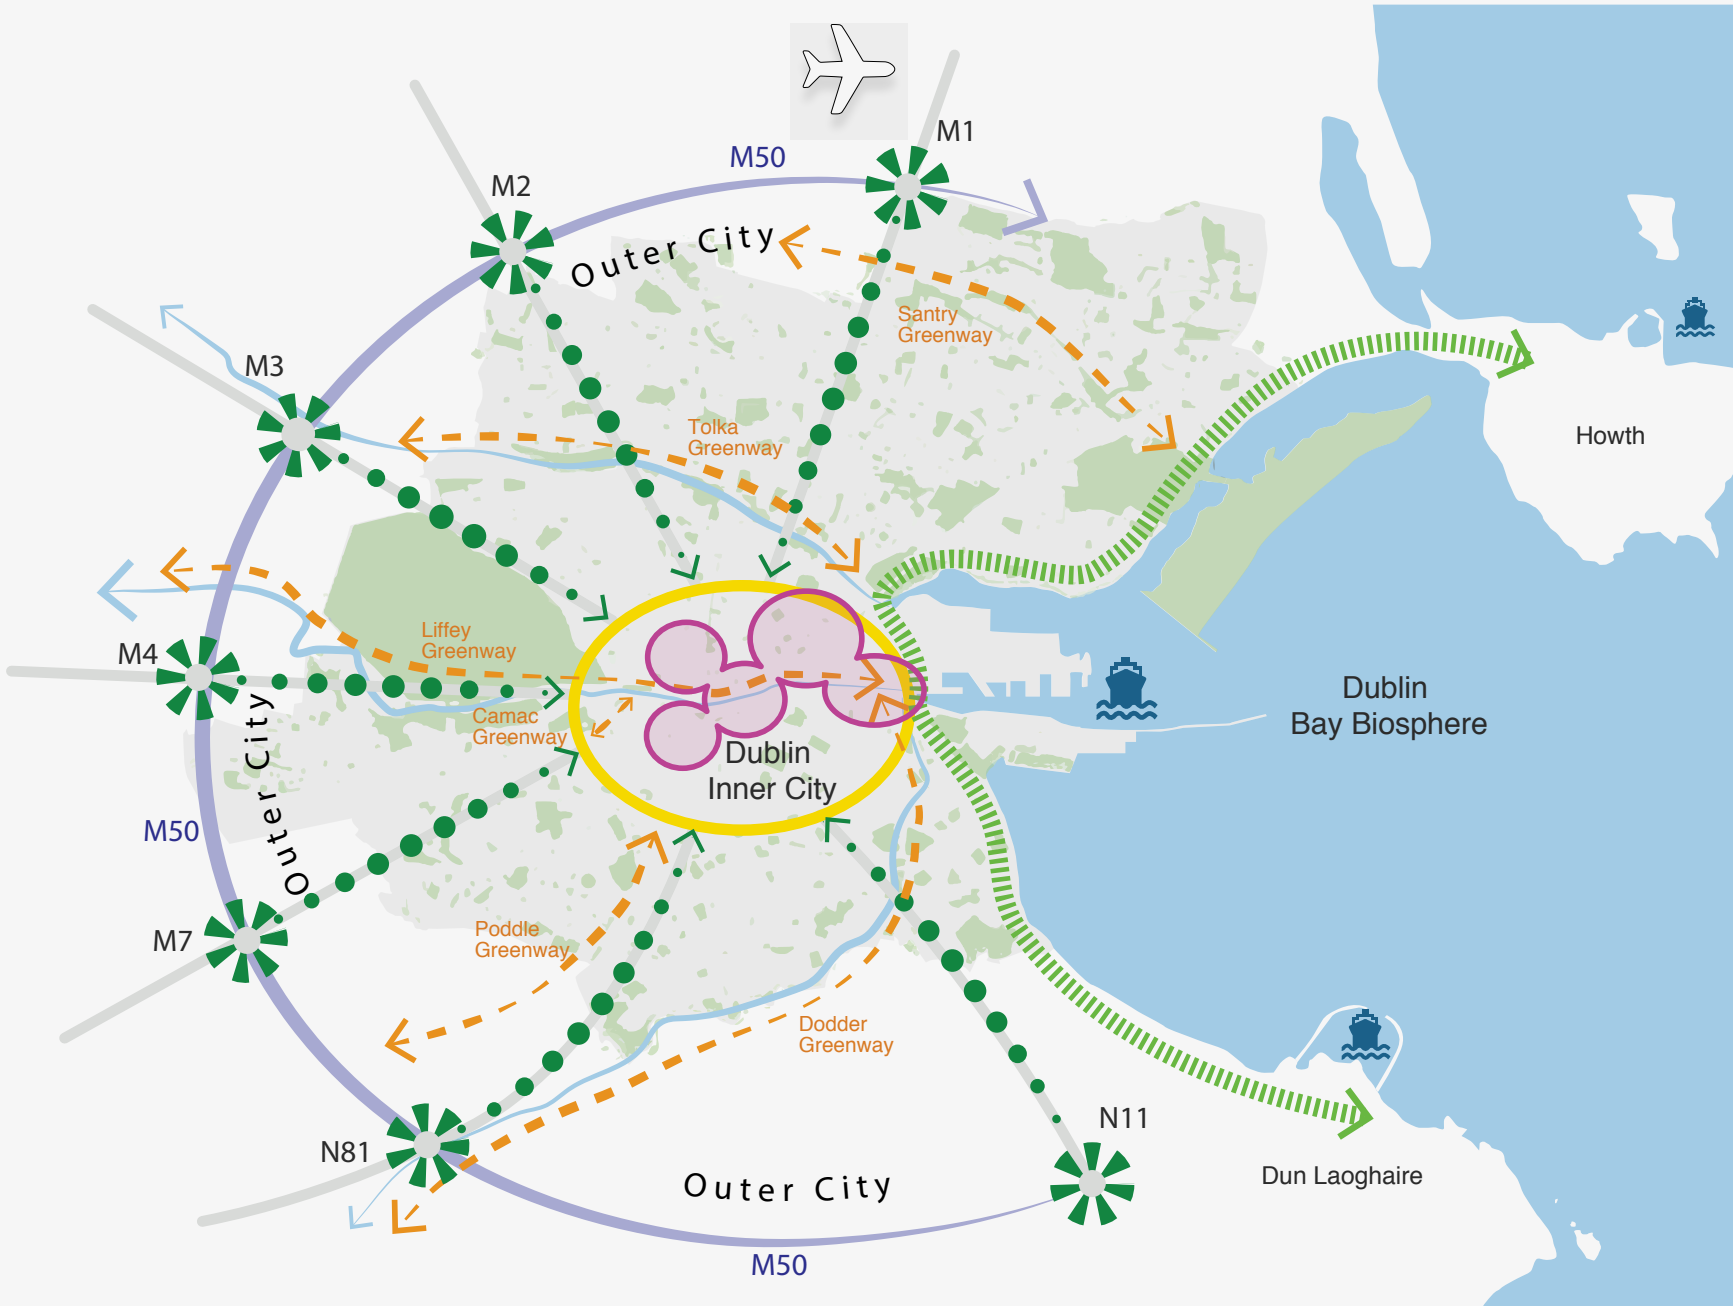 M1
M50
M2
Outer City
Santry
Greenway
M3
Tolka
Greenway
Howth
Liffey
Greenway
M4
Dublin
Bay Biosphere
Camac
Greenway
Outer City
Dublin
Inner City
M50
M7
Poddle
Greenway
Dodder
Greenway
N11
N81
Outer City
Dun Laoghaire
M50